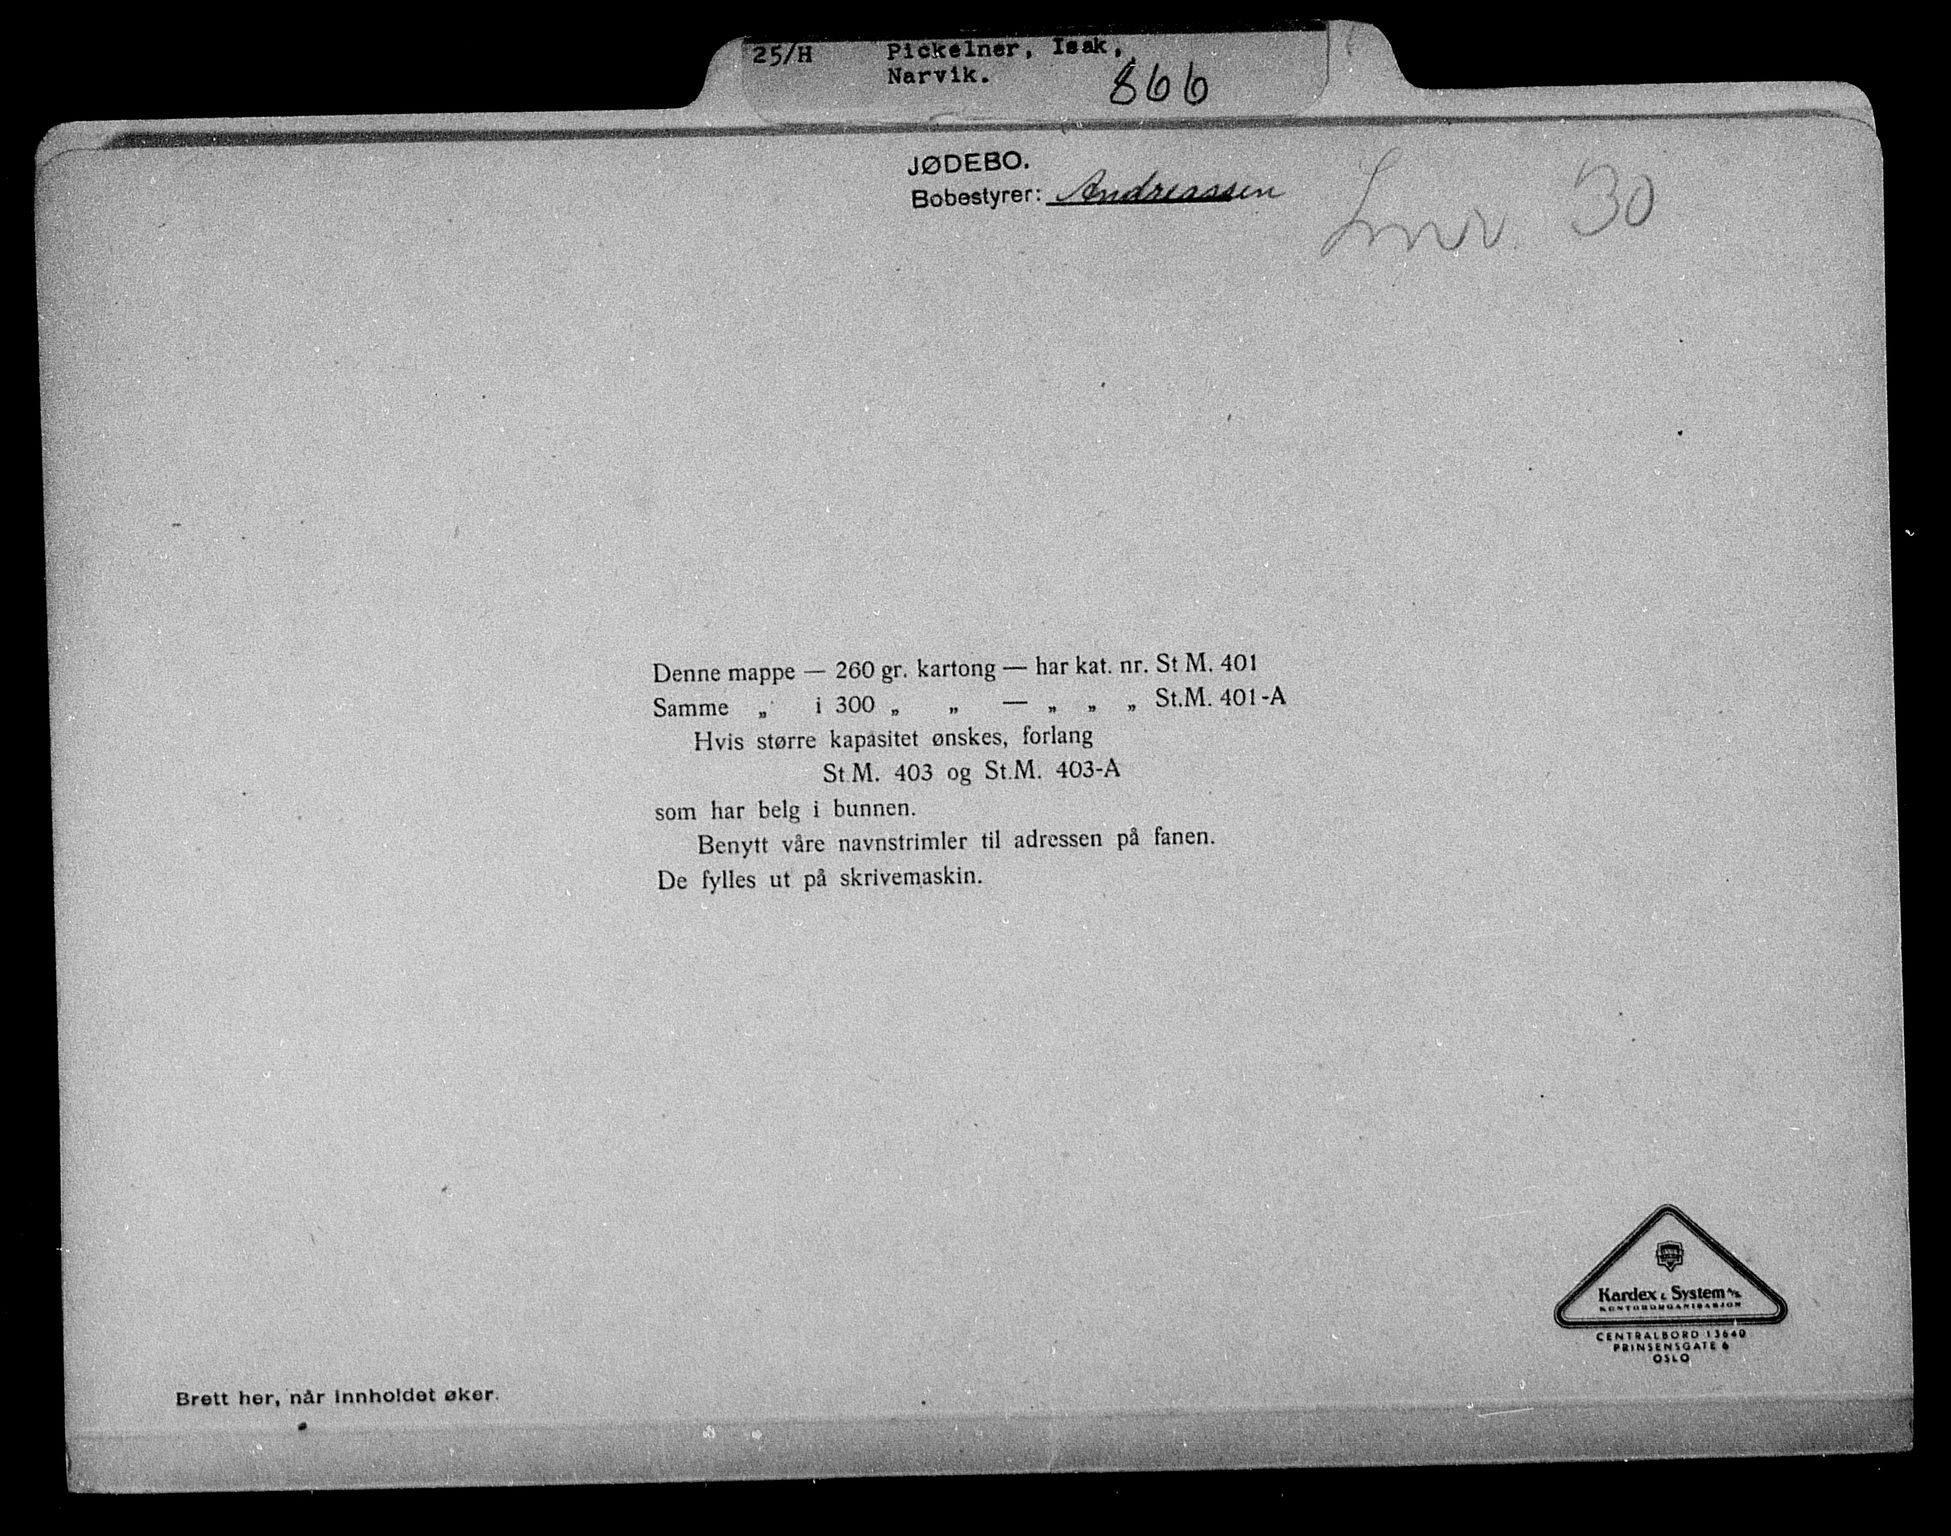 25/H Pickelner, Isak,
Narvik.
866
JØDEBO.
Bobestyrer: Andreassen
Lnr. 30
Denne mappe — 260 gr. kartong — har kat. nr. St M. 401
Samme „ i 300 „ „ — „ „ „ St.M. 401-A
Hvis større kapasitet ønskes, forlang
St.M. 403 og St.M. 403-A
som har belg i bunnen.
Benytt våre navnstrimler til adressen på fanen.
De fylles ut på skrivemaskin.
Kardex & System A/S
KONTORORGANISASJON
CENTRALBORD 13640
PRINSENSGATE 6
OSLO
Brett her, når innholdet øker.